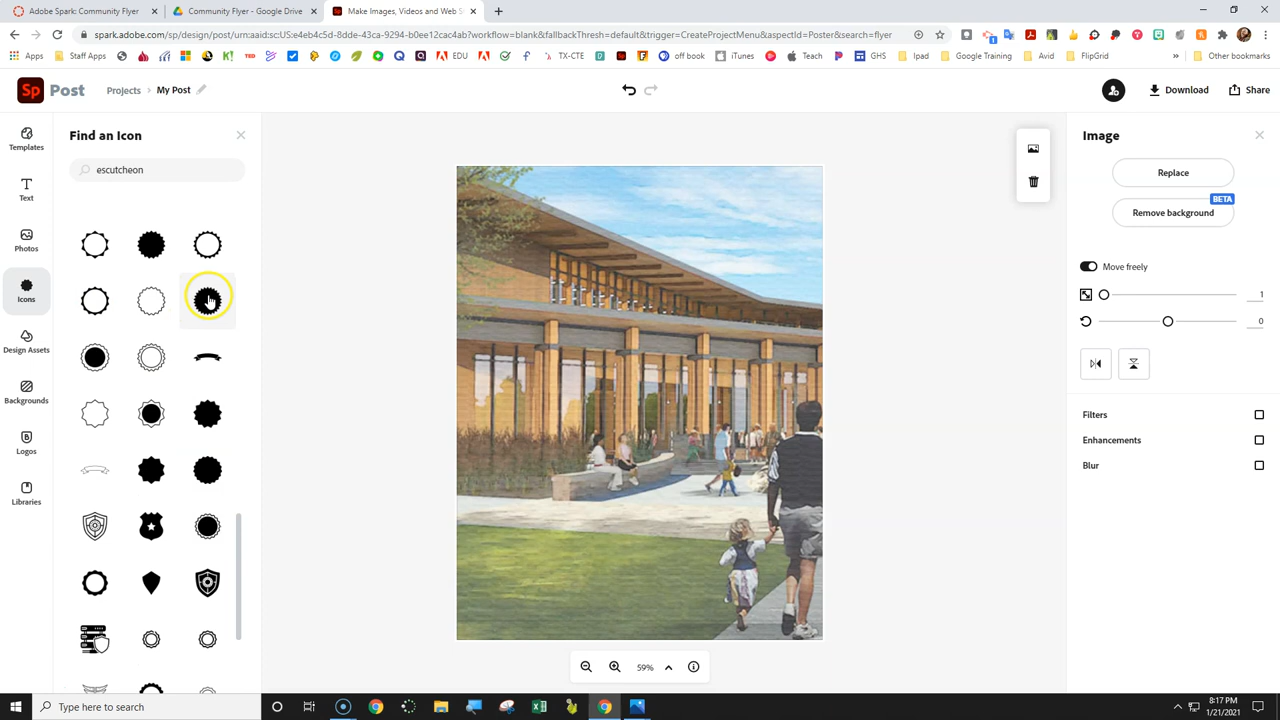 Adobe Spark: Community Flyer
Community Flyer - Google Drive
Make Images, Videos and Web S
spark.adobe.com/sp/design/post/urn:aaid:sc:US:e4eb4c5d-8dde-43ca-9294-b0ee12cac4ab?workflow=blank&fallbackThresh=default&trigger=CreateProjectMenu&aspectId=Poster&search=flyer
Apps
EDU
TX-CTE
off book
iTunes
Teach
GHS
Ipad
Google Training
Avid
FlipGrid
Other bookmarks
Sp Post
Projects > My Post
Download
Share
Templates
Text
Photos
Icons
Design Assets
Backgrounds
Logos
Libraries
Find an Icon
escutcheon
59%
Image
Replace
BETA
Remove background
Move freely
1
0
Filters
Enhancements
Blur
Type here to search
8:17 PM
1/21/2021